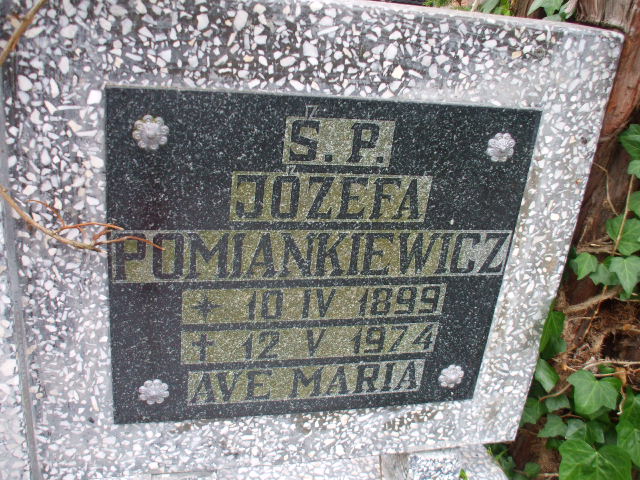 Ś. P.
JÓZEFA
POMIANKIEWICZ
* 10 IV 1899
† 12 V 1974
AVE MARIA